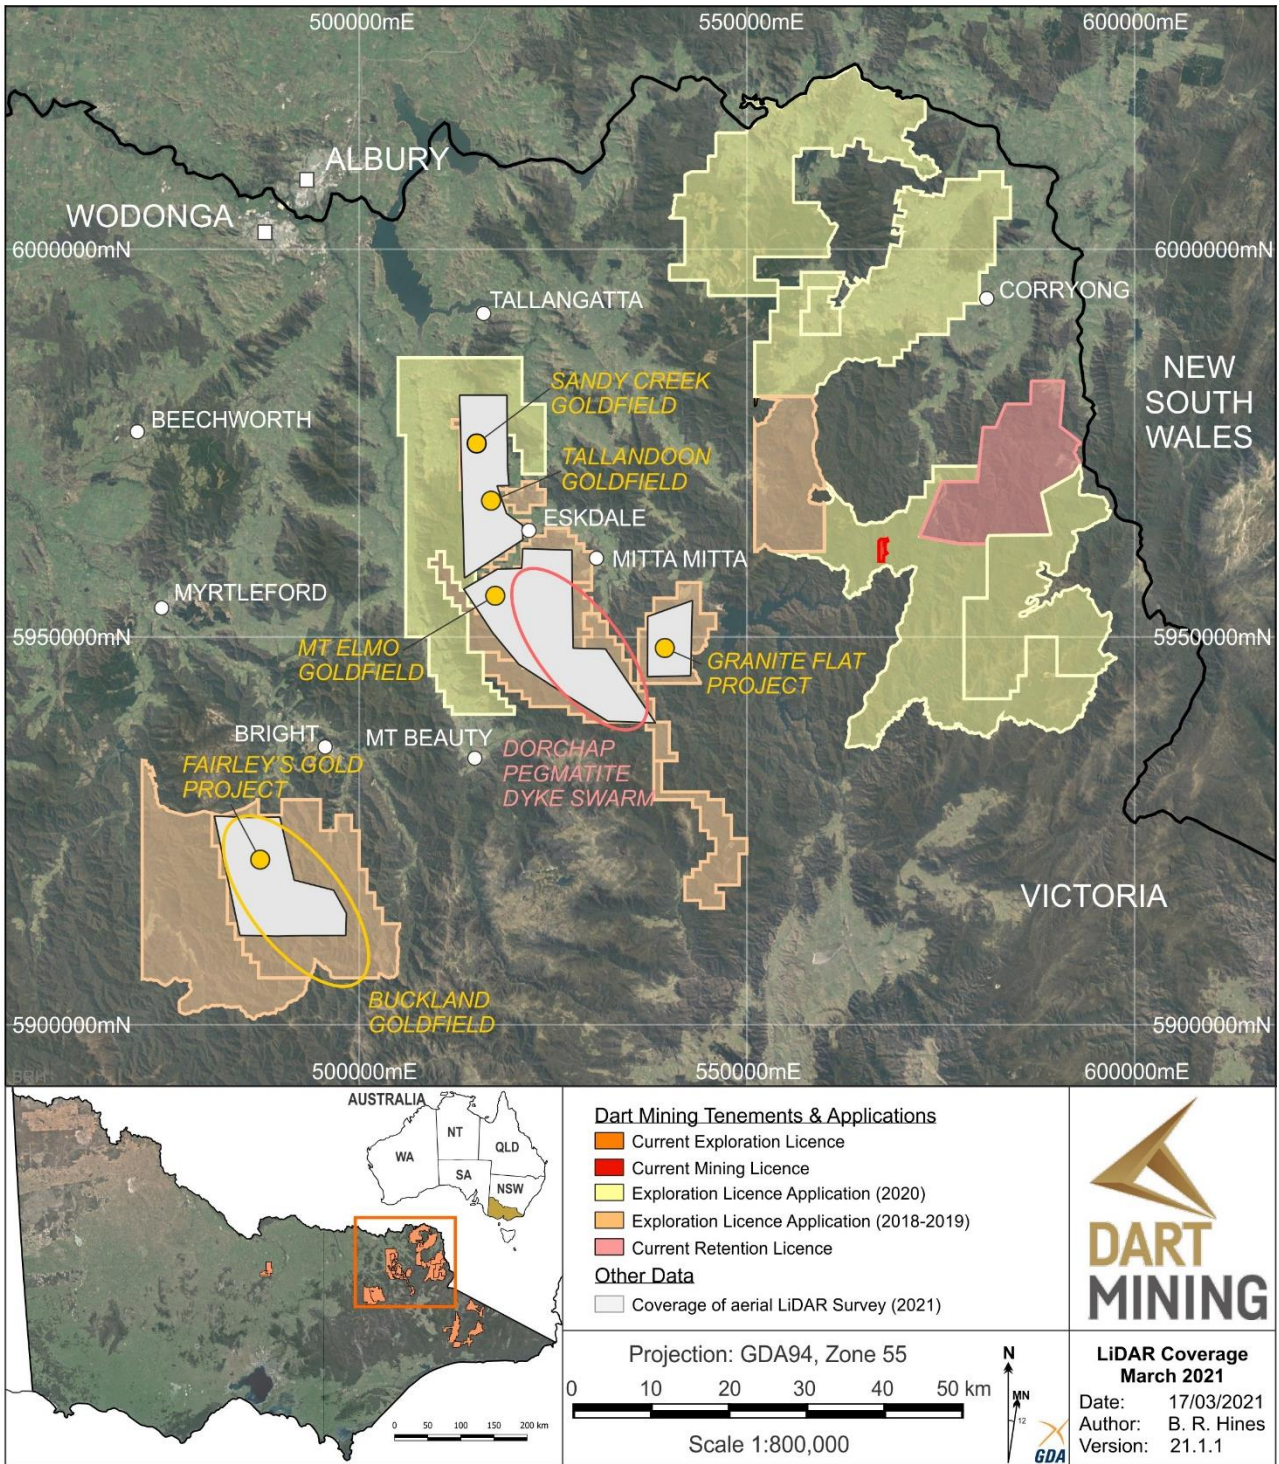 500000mE
550000mE
600000mE
ALBURY
WODONGA
6000000mN
6000000mN
TALLANGATTA
CORRYONG
NEW
SOUTH
WALES
SANDY CREEK
GOLDFIELD
BEECHWORTH
TALLANDOON
GOLDFIELD
ESKDALE
MITTA MITTA
MYRTLEFORD
5950000mN
5950000mN
MT ELMO
GOLDFIELD
GRANITE FLAT
PROJECT
BRIGHT
MT BEAUTY
DORCHAP
PEGMATITE
DYKE SWARM
FAIRLEY'S GOLD
PROJECT
VICTORIA
BUCKLAND
GOLDFIELD
5900000mN
5900000mN
BRH
500000mE
550000mE
600000mE
AUSTRALIA
NT
QLD
WA
SA
NSW
0 50 100 150 200 km
Dart Mining Tenements & Applications
Current Exploration Licence
Current Mining Licence
Exploration Licence Application (2020)
Exploration Licence Application (2018-2019)
Current Retention Licence
Other Data
Coverage of aerial LiDAR Survey (2021)
DART
MINING
Projection: GDA94, Zone 55
0 10 20 30 40 50 km
Scale 1:800,000
N
MN
12
GDA
LiDAR Coverage
March 2021
Date: 17/03/2021
Author: B. R. Hines
Version: 21.1.1